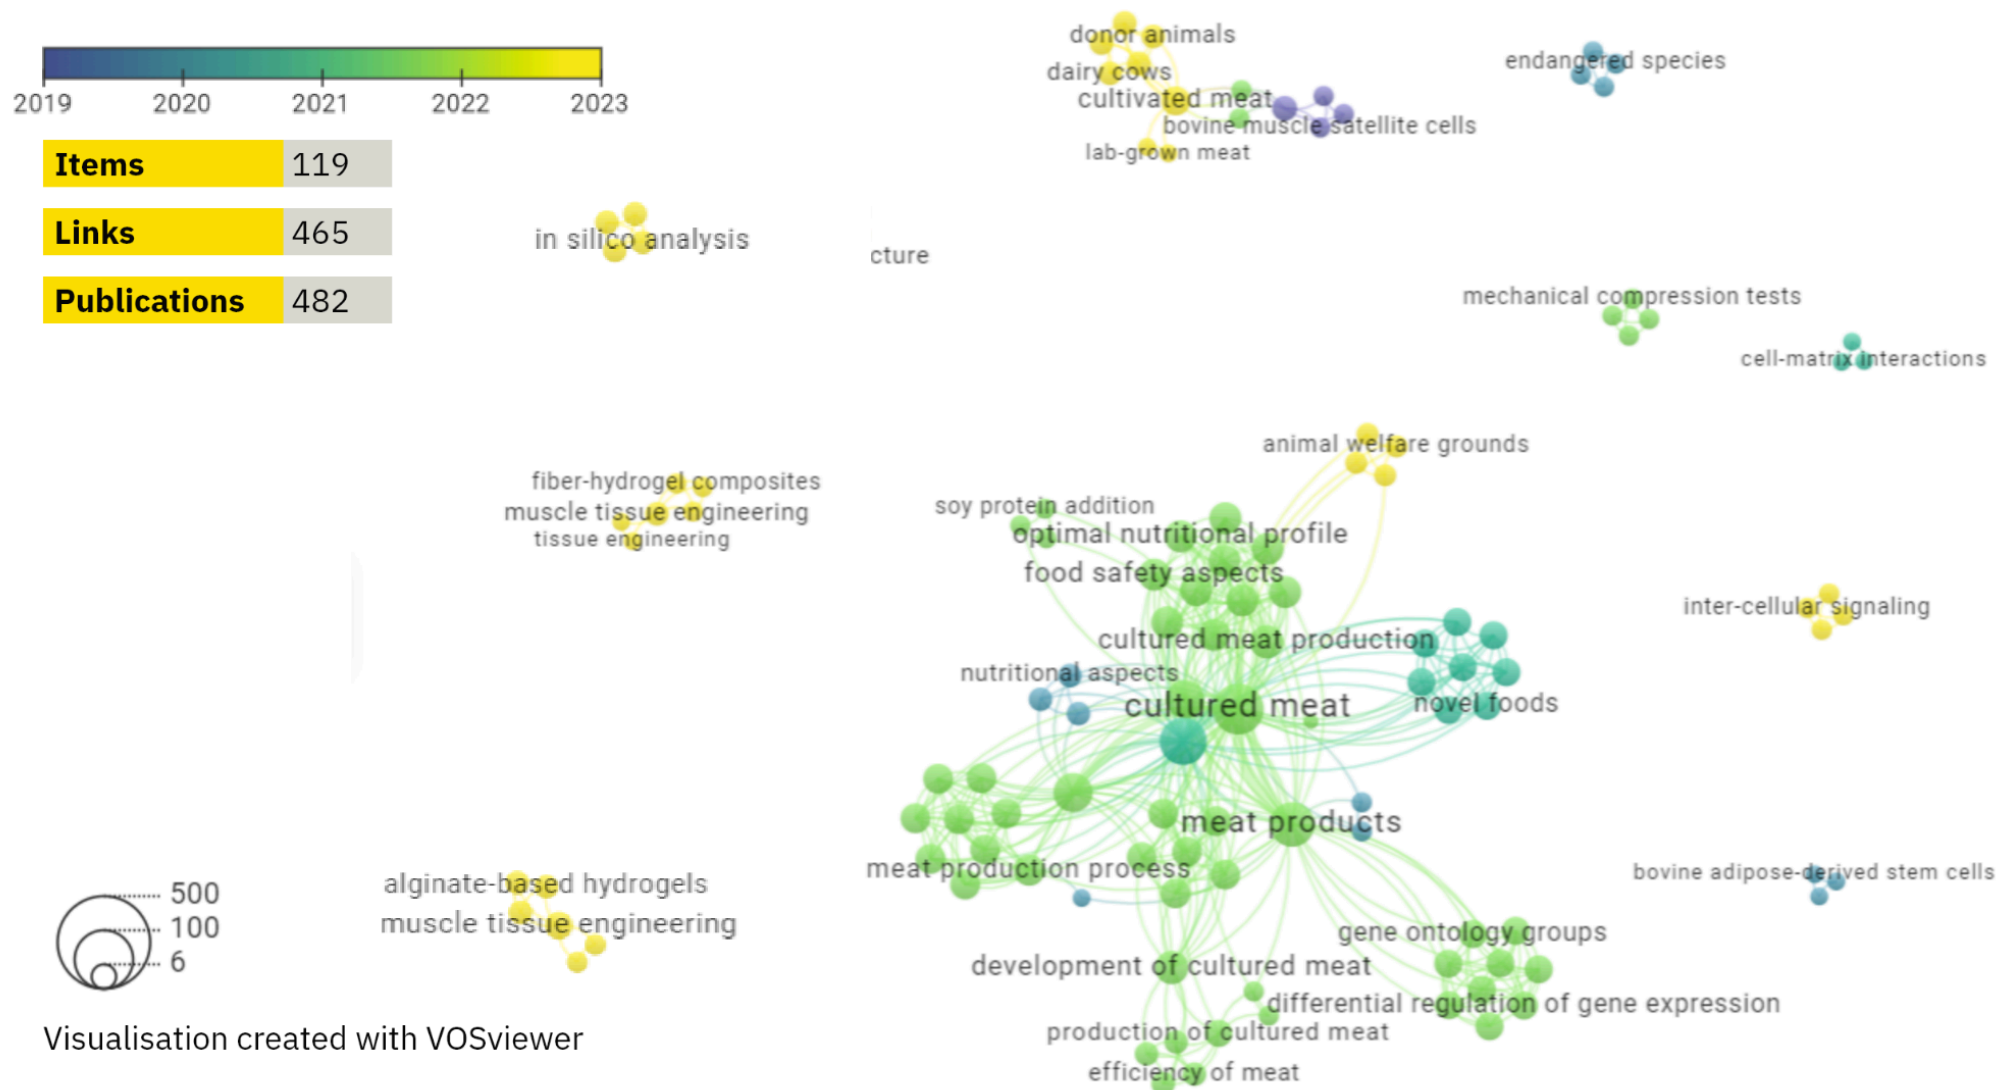 2019 2020 2021 2022 2023
Items 119
Links 465
Publications 482
donor animals
dairy cows
cultivated meat
bovine muscle satellite cells
lab-grown meat
endangered species
in silico analysis
cture
mechanical compression tests
cell-matrix interactions
animal welfare grounds
fiber-hydrogel composites
muscle tissue engineering
tissue engineering
soy protein addition
optimal nutritional profile
food safety aspects
inter-cellular signaling
cultured meat production
nutritional aspects
cultured meat
novel foods
meat products
meat production process
bovine adipose-derived stem cells
alginate-based hydrogels
muscle tissue engineering
500
100
6
gene ontology groups
development of cultured meat
differential regulation of gene expression
production of cultured meat
efficiency of meat
Visualisation created with VOSviewer